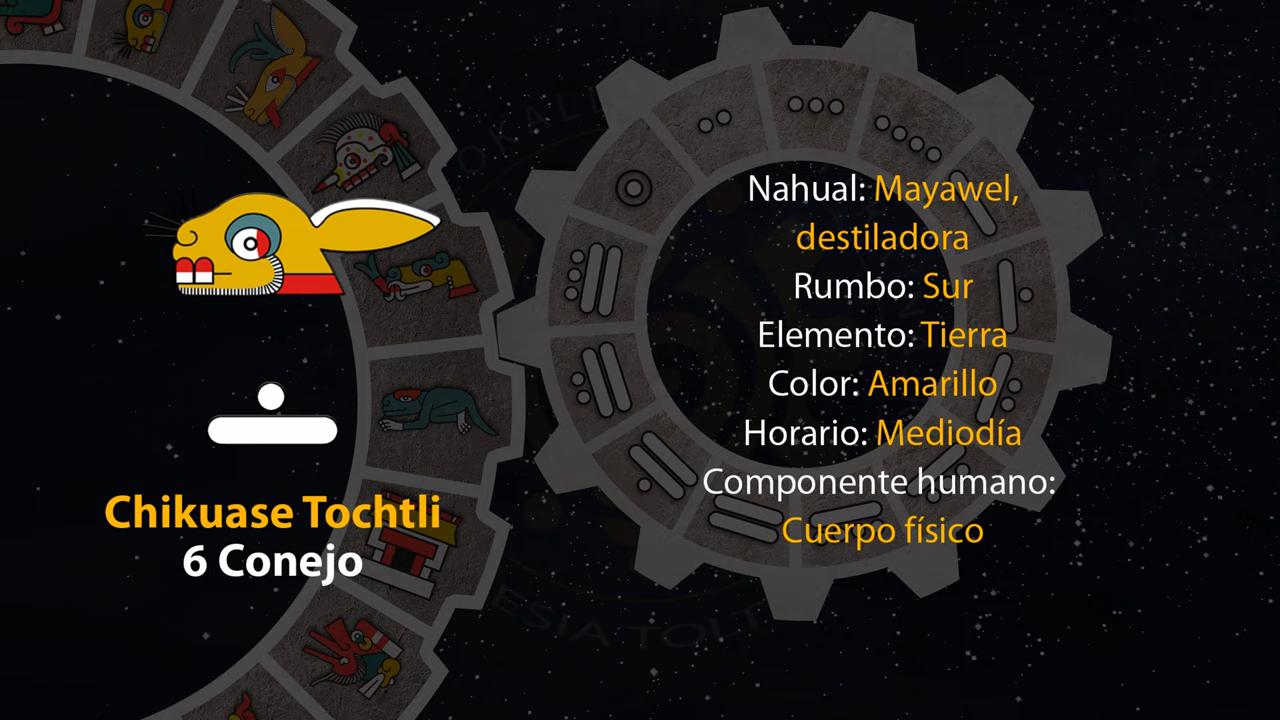 Chikuase Tochtli
6 Conejo
Nahual: Mayawel,
destiladora
Rumbo: Sur
Elemento: Tierra
Color: Amarillo
Horario: Mediodía
Componente humano:
Cuerpo físico